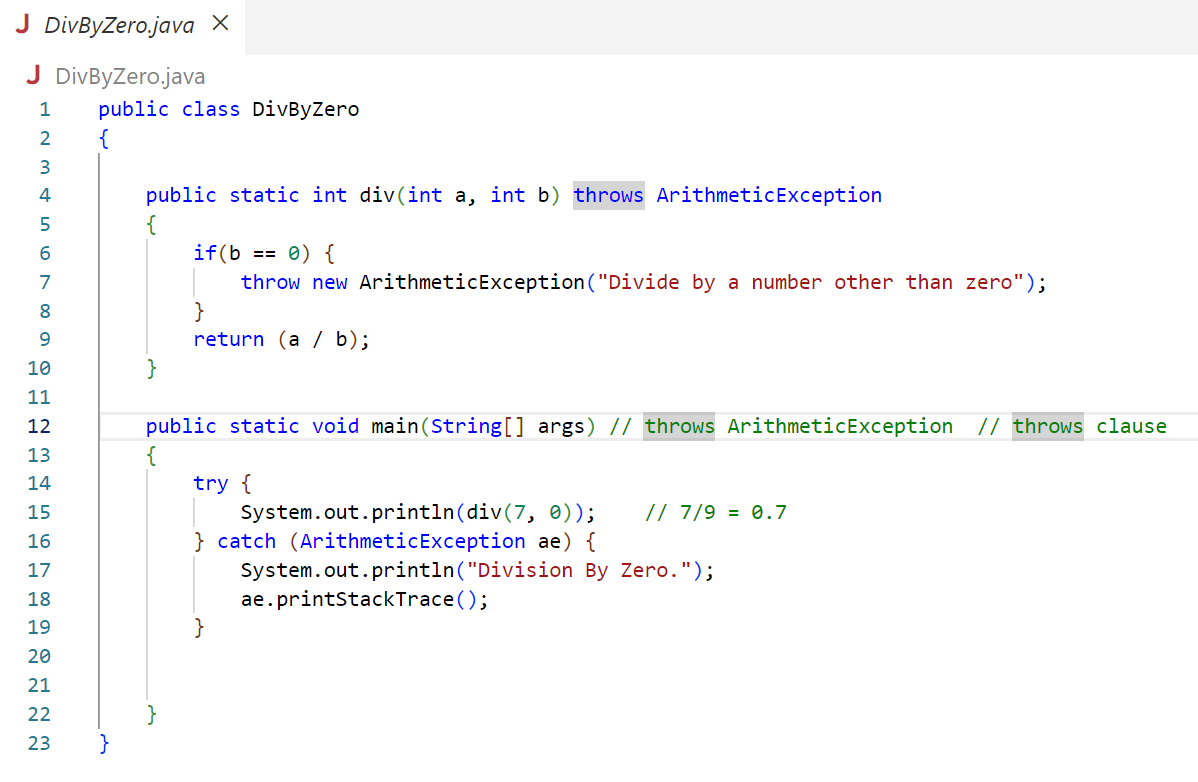 J DivByZero.java ×
J DivByZero.java
1 public class DivByZero
2 {
3
4 public static int div(int a, int b) throws ArithmeticException
5 {
6 if(b == 0) {
7 throw new ArithmeticException("Divide by a number other than zero");
8 }
9 return (a / b);
10 }
11
12 public static void main(String[] args) // throws ArithmeticException // throws clause
13 {
14 try {
15 System.out.println(div(7, 0)); // 7/9 = 0.7
16 } catch (ArithmeticException ae) {
17 System.out.println("Division By Zero.");
18 ae.printStackTrace();
19 }
20
21
22 }
23 }